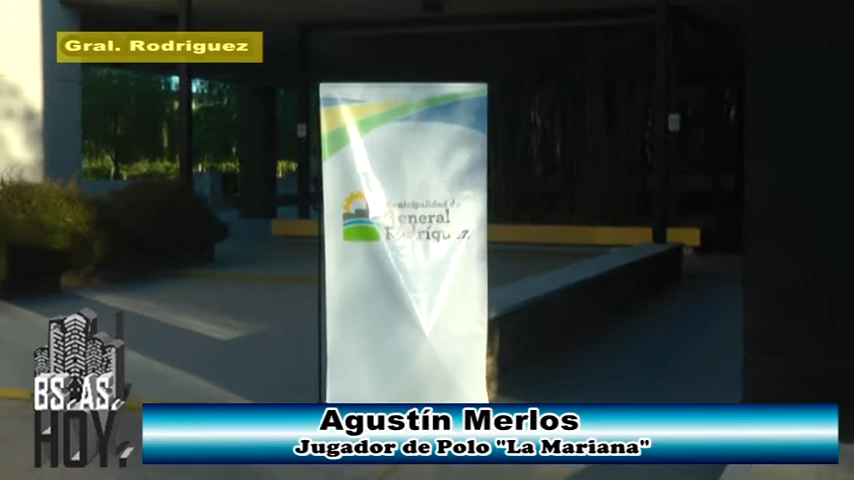 Gral. Rodriguez
Municipalidad de
General
Rodríguez.
BS. AS.
HOY.
Agustín Merlos
Jugador de Polo "La Mariana"